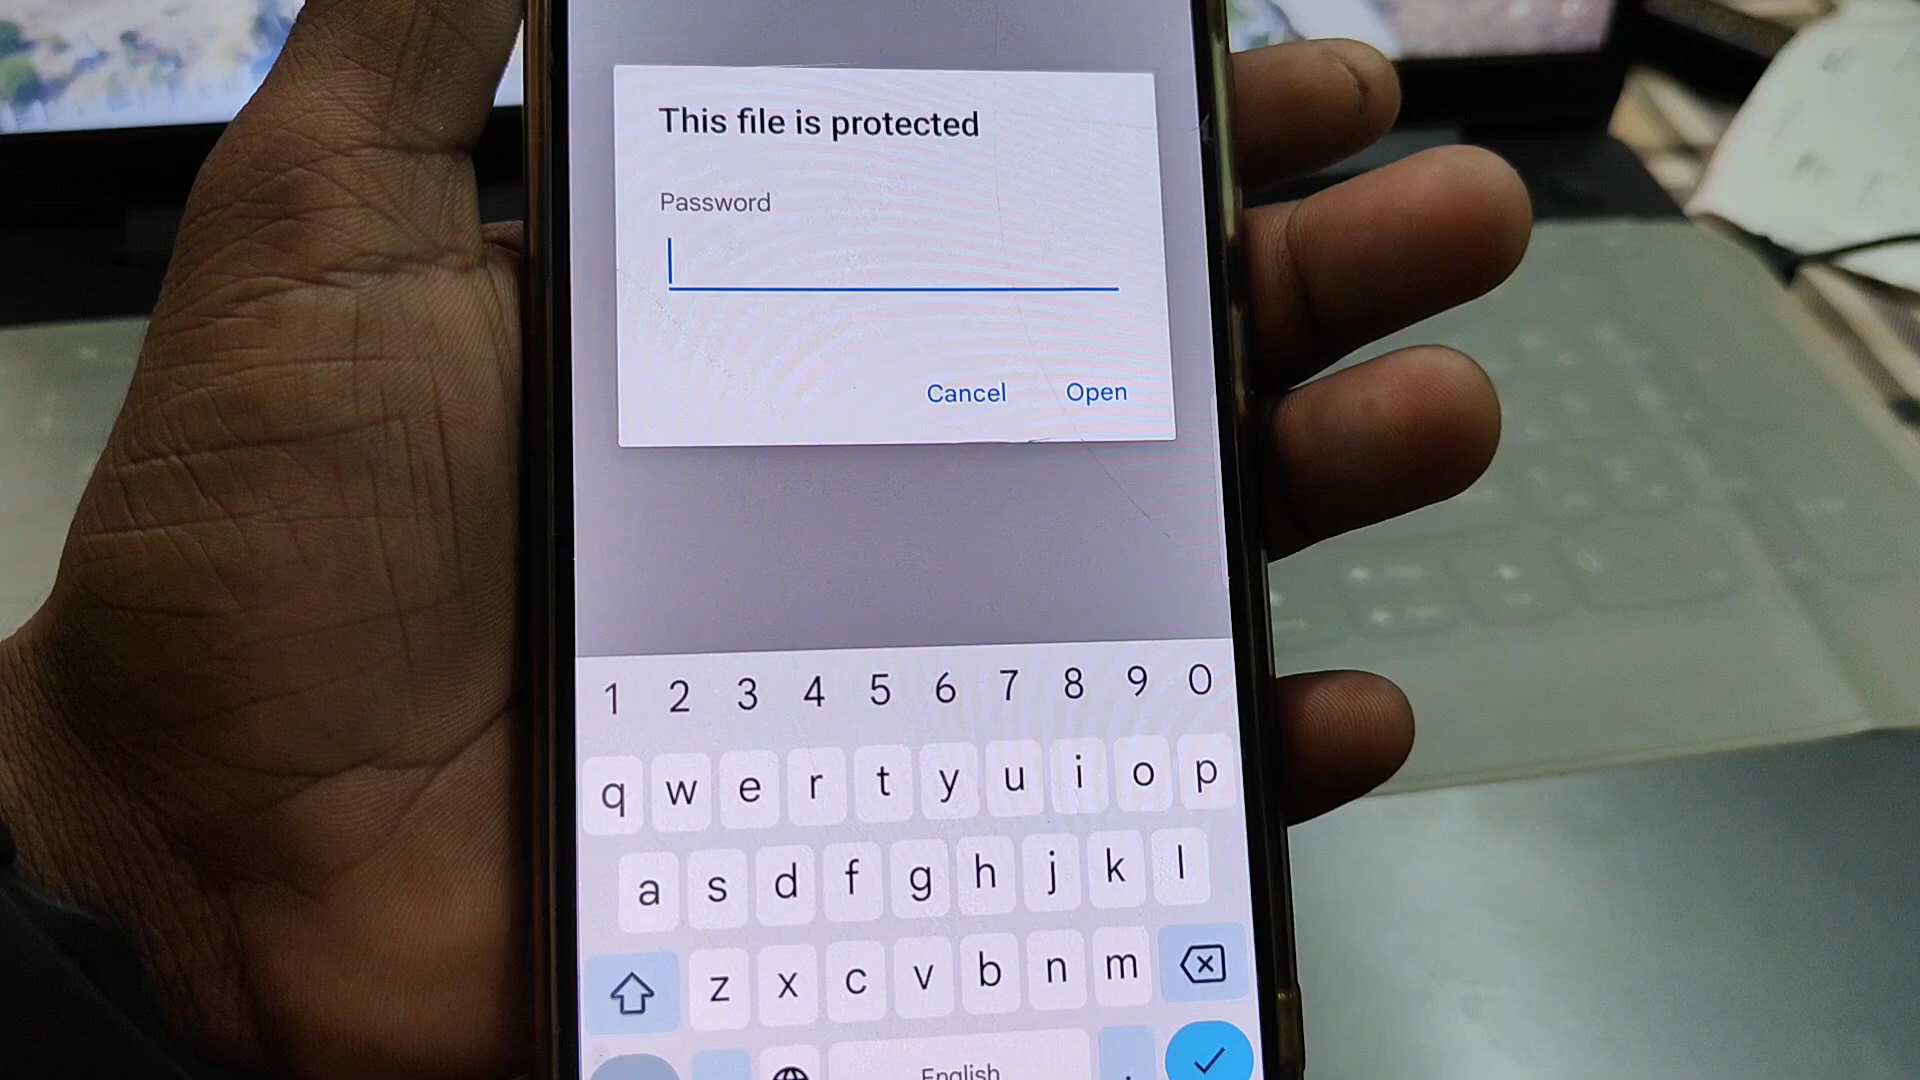 This file is protected
Password
Cancel Open
1 2 3 4 5 6 7 8 9 0
q w e r t y u i o p
a s d f g h j k l
z x c v b n m
English .